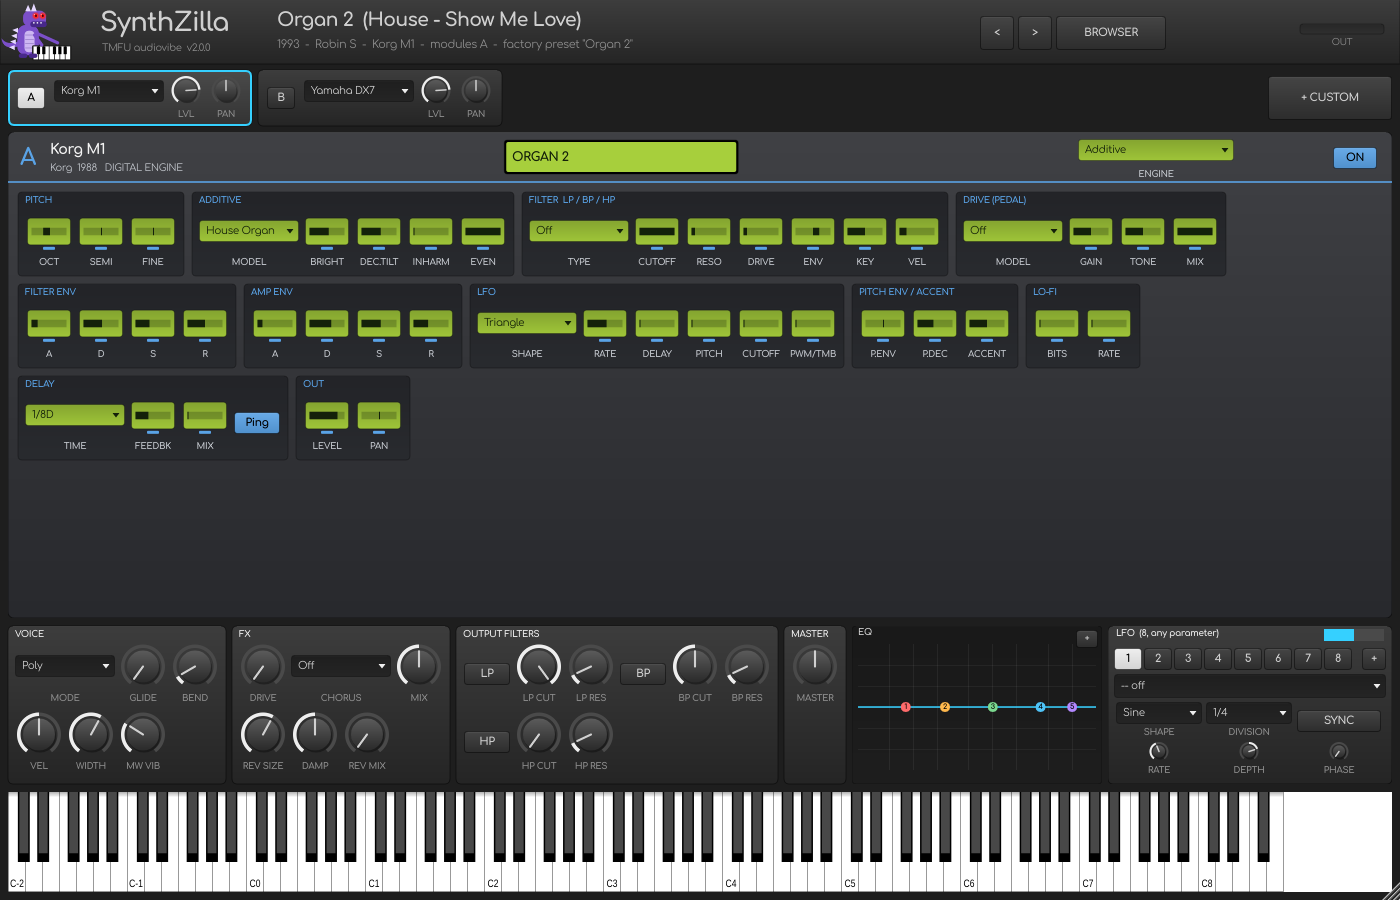 SynthZilla
TMFU audiovibe v2.0.0
Organ 2 (House - Show Me Love)
1993 - Robin S - Korg M1 - modules A - factory preset "Organ 2"
< > BROWSER
OUT
A Korg M1 LVL PAN
B Yamaha DX7 LVL PAN
+ CUSTOM
A Korg M1
Korg 1988 DIGITAL ENGINE
ORGAN 2
Additive
ENGINE
ON
PITCH
OCT SEMI FINE
ADDITIVE
House Organ
MODEL BRIGHT DEC.TILT INHARM EVEN
FILTER LP / BP / HP
Off
TYPE CUTOFF RESO DRIVE ENV KEY VEL
DRIVE (PEDAL)
Off
MODEL GAIN TONE MIX
FILTER ENV
A D S R
AMP ENV
A D S R
LFO
Triangle
SHAPE RATE DELAY PITCH CUTOFF PWM/TMB
PITCH ENV / ACCENT
P.ENV P.DEC ACCENT
LO-FI
BITS RATE
DELAY
1/8D
Ping
TIME FEEDBK MIX
OUT
LEVEL PAN
VOICE
Poly
MODE GLIDE BEND
VEL WIDTH MW VIB
FX
Off
DRIVE CHORUS MIX
REV SIZE DAMP REV MIX
OUTPUT FILTERS
LP BP
LP CUT LP RES BP CUT BP RES
HP
HP CUT HP RES
MASTER
MASTER
EQ
+
1 2 3 4 5
LFO (8, any parameter)
1 2 3 4 5 6 7 8 +
-- off
Sine 1/4 SYNC
SHAPE DIVISION
RATE DEPTH PHASE
C-2 C-1 C0 C1 C2 C3 C4 C5 C6 C7 C8